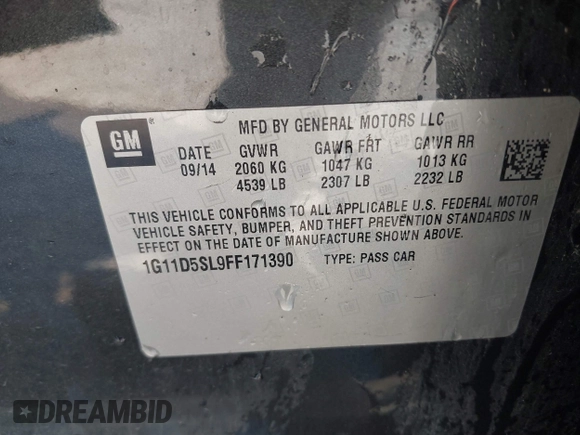 GM
MFD BY GENERAL MOTORS LLC
DATE GVWR GAWR FRT GAWR RR
09/14 2060 KG 1047 KG 1013 KG
4539 LB 2307 LB 2232 LB
THIS VEHICLE CONFORMS TO ALL APPLICABLE U.S. FEDERAL MOTOR
VEHICLE SAFETY, BUMPER, AND THEFT PREVENTION STANDARDS IN
EFFECT ON THE DATE OF MANUFACTURE SHOWN ABOVE.
1G11D5SL9FF171390 TYPE: PASS CAR
DREAMBID